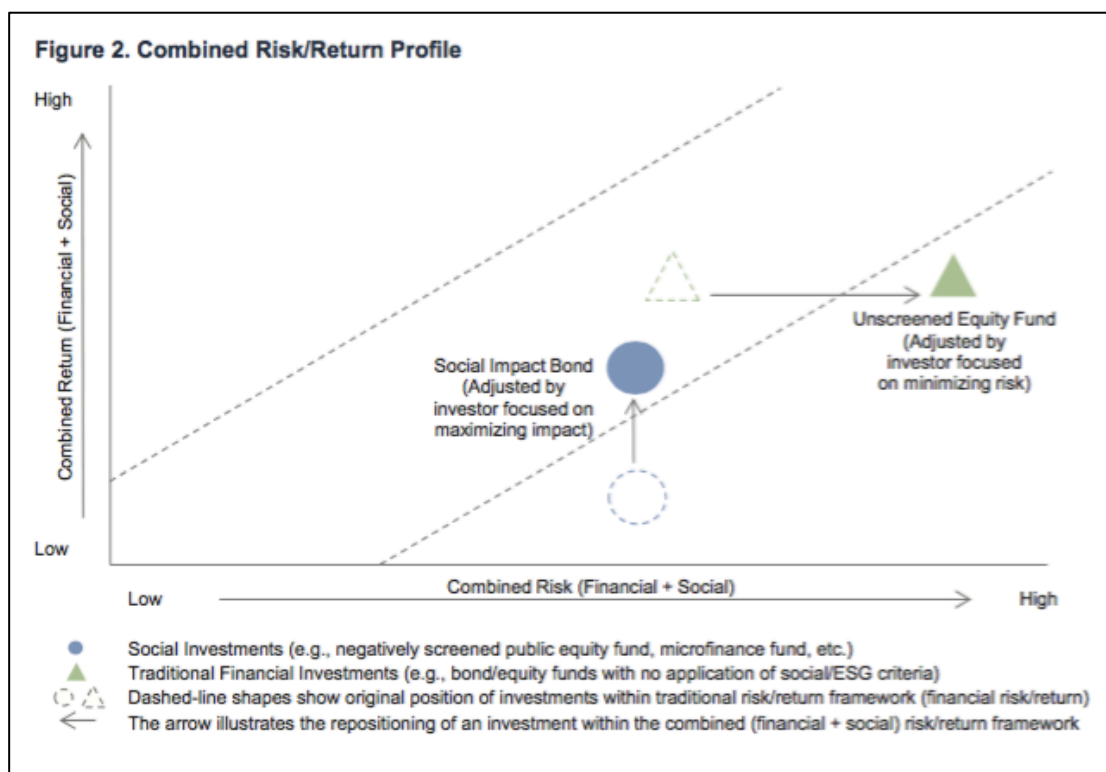 Figure 2. Combined Risk/Return Profile
High
Combined Return (Financial + Social)
Low
Unscreened Equity Fund
(Adjusted by
investor focused
on minimizing risk)
Social Impact Bond
(Adjusted by
investor focused on
maximizing impact)
Combined Risk (Financial + Social)
Low
High
Social Investments (e.g., negatively screened public equity fund, microfinance fund, etc.)
Traditional Financial Investments (e.g., bond/equity funds with no application of social/ESG criteria)
Dashed-line shapes show original position of investments within traditional risk/return framework (financial risk/return)
The arrow illustrates the repositioning of an investment within the combined (financial + social) risk/return framework